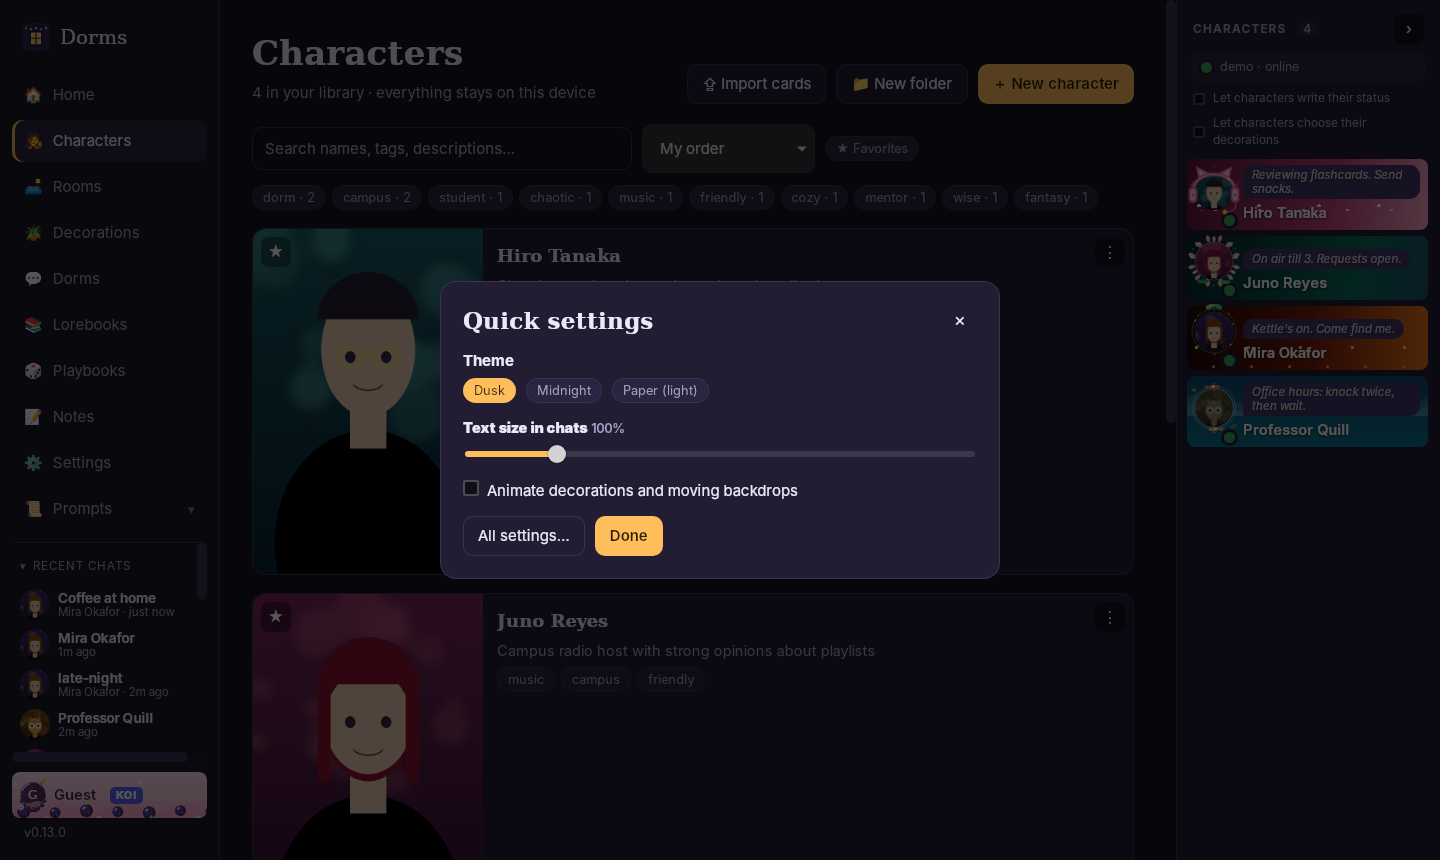 Dorms
Home
Characters
Rooms
Decorations
Dorms
Lorebooks
Playbooks
Notes
Settings
Prompts
RECENT CHATS
Coffee at home
Mira Okafor · just now
Mira Okafor
1m ago
late-night
Mira Okafor · 2m ago
Professor Quill
2m ago
G Guest KOI
v0.13.0
Characters
4 in your library · everything stays on this device
Import cards
New folder
+ New character
Search names, tags, descriptions...
My order
★ Favorites
dorm · 2
campus · 2
student · 1
chaotic · 1
music · 1
friendly · 1
cozy · 1
mentor · 1
wise · 1
fantasy · 1
Hiro Tanaka
Quick settings
Theme
Dusk
Midnight
Paper (light)
Text size in chats 100%
Animate decorations and moving backdrops
All settings...
Done
Juno Reyes
Campus radio host with strong opinions about playlists
music
campus
friendly
CHARACTERS 4
demo · online
Let characters write their status
Let characters choose their
decorations
Reviewing flashcards. Send
snacks.
Hiro Tanaka
On air till 3. Requests open.
Juno Reyes
Kettle's on. Come find me.
Mira Okafor
Office hours: knock twice,
then wait.
Professor Quill